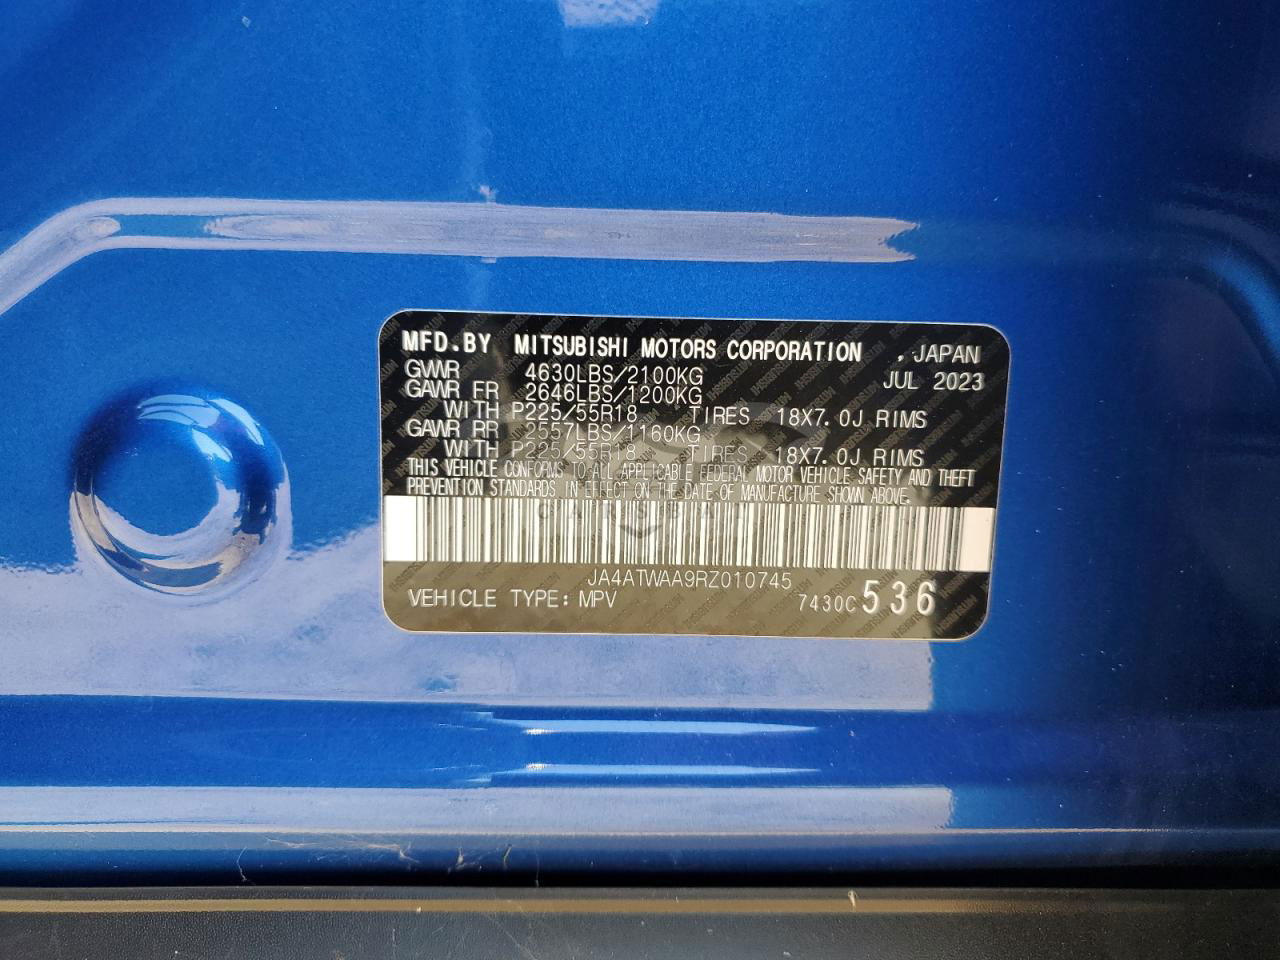 MFD.BY MITSUBISHI MOTORS CORPORATION , JAPAN
GVWR 4630LBS/2100KG JUL 2023
GAWR FR 2646LBS/1200KG
WITH P225/55R18 TIRES 18X7.0J RIMS
GAWR RR 2557LBS/1160KG
WITH P225/55R18 TIRES 18X7.0J RIMS
THIS VEHICLE CONFORMS TO ALL APPLICABLE FEDERAL MOTOR VEHICLE SAFETY AND THEFT
PREVENTION STANDARDS IN EFFECT ON THE DATE OF MANUFACTURE SHOWN ABOVE.
JA4ATWAA9RZ010745
VEHICLE TYPE: MPV 7430C 536